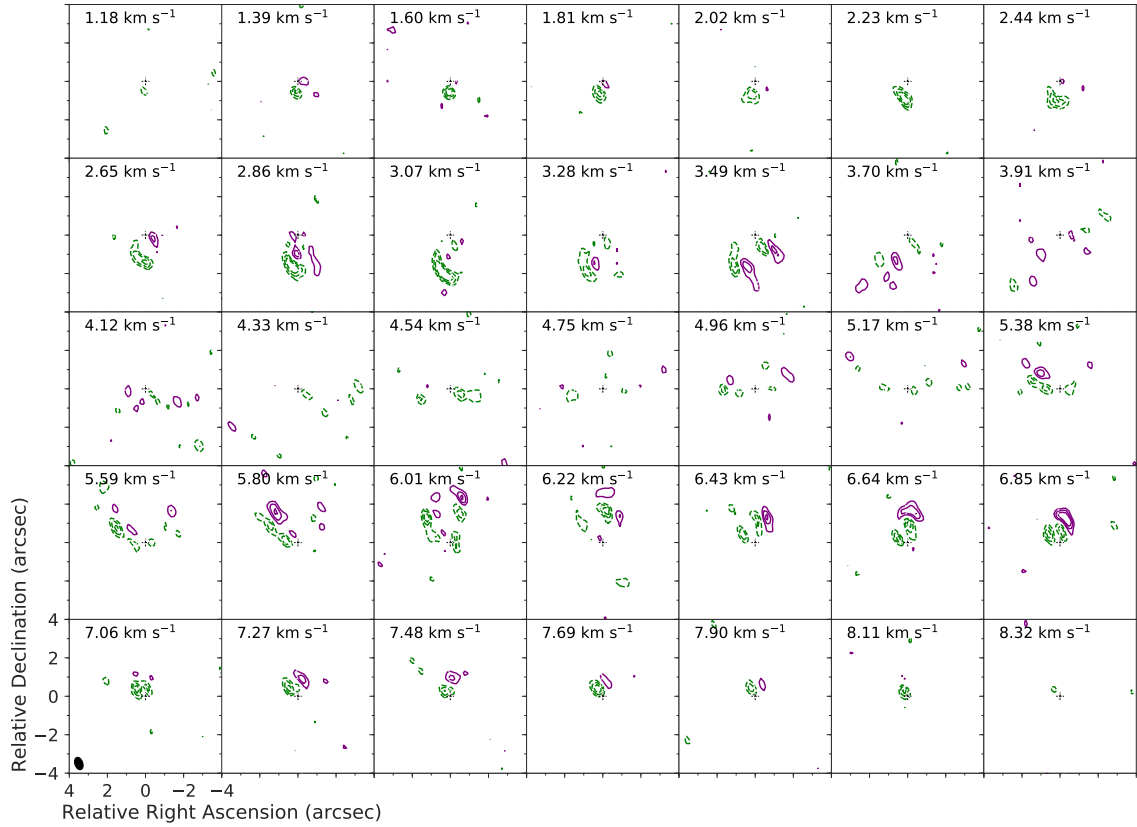 1.18 km s⁻¹ 1.39 km s⁻¹ 1.60 km s⁻¹ 1.81 km s⁻¹ 2.02 km s⁻¹ 2.23 km s⁻¹ 2.44 km s⁻¹
2.65 km s⁻¹ 2.86 km s⁻¹ 3.07 km s⁻¹ 3.28 km s⁻¹ 3.49 km s⁻¹ 3.70 km s⁻¹ 3.91 km s⁻¹
4.12 km s⁻¹ 4.33 km s⁻¹ 4.54 km s⁻¹ 4.75 km s⁻¹ 4.96 km s⁻¹ 5.17 km s⁻¹ 5.38 km s⁻¹
5.59 km s⁻¹ 5.80 km s⁻¹ 6.01 km s⁻¹ 6.22 km s⁻¹ 6.43 km s⁻¹ 6.64 km s⁻¹ 6.85 km s⁻¹
7.06 km s⁻¹ 7.27 km s⁻¹ 7.48 km s⁻¹ 7.69 km s⁻¹ 7.90 km s⁻¹ 8.11 km s⁻¹ 8.32 km s⁻¹
Relative Declination (arcsec)
4
2
0
−2
−4
4 2 0 −2 −4
Relative Right Ascension (arcsec)